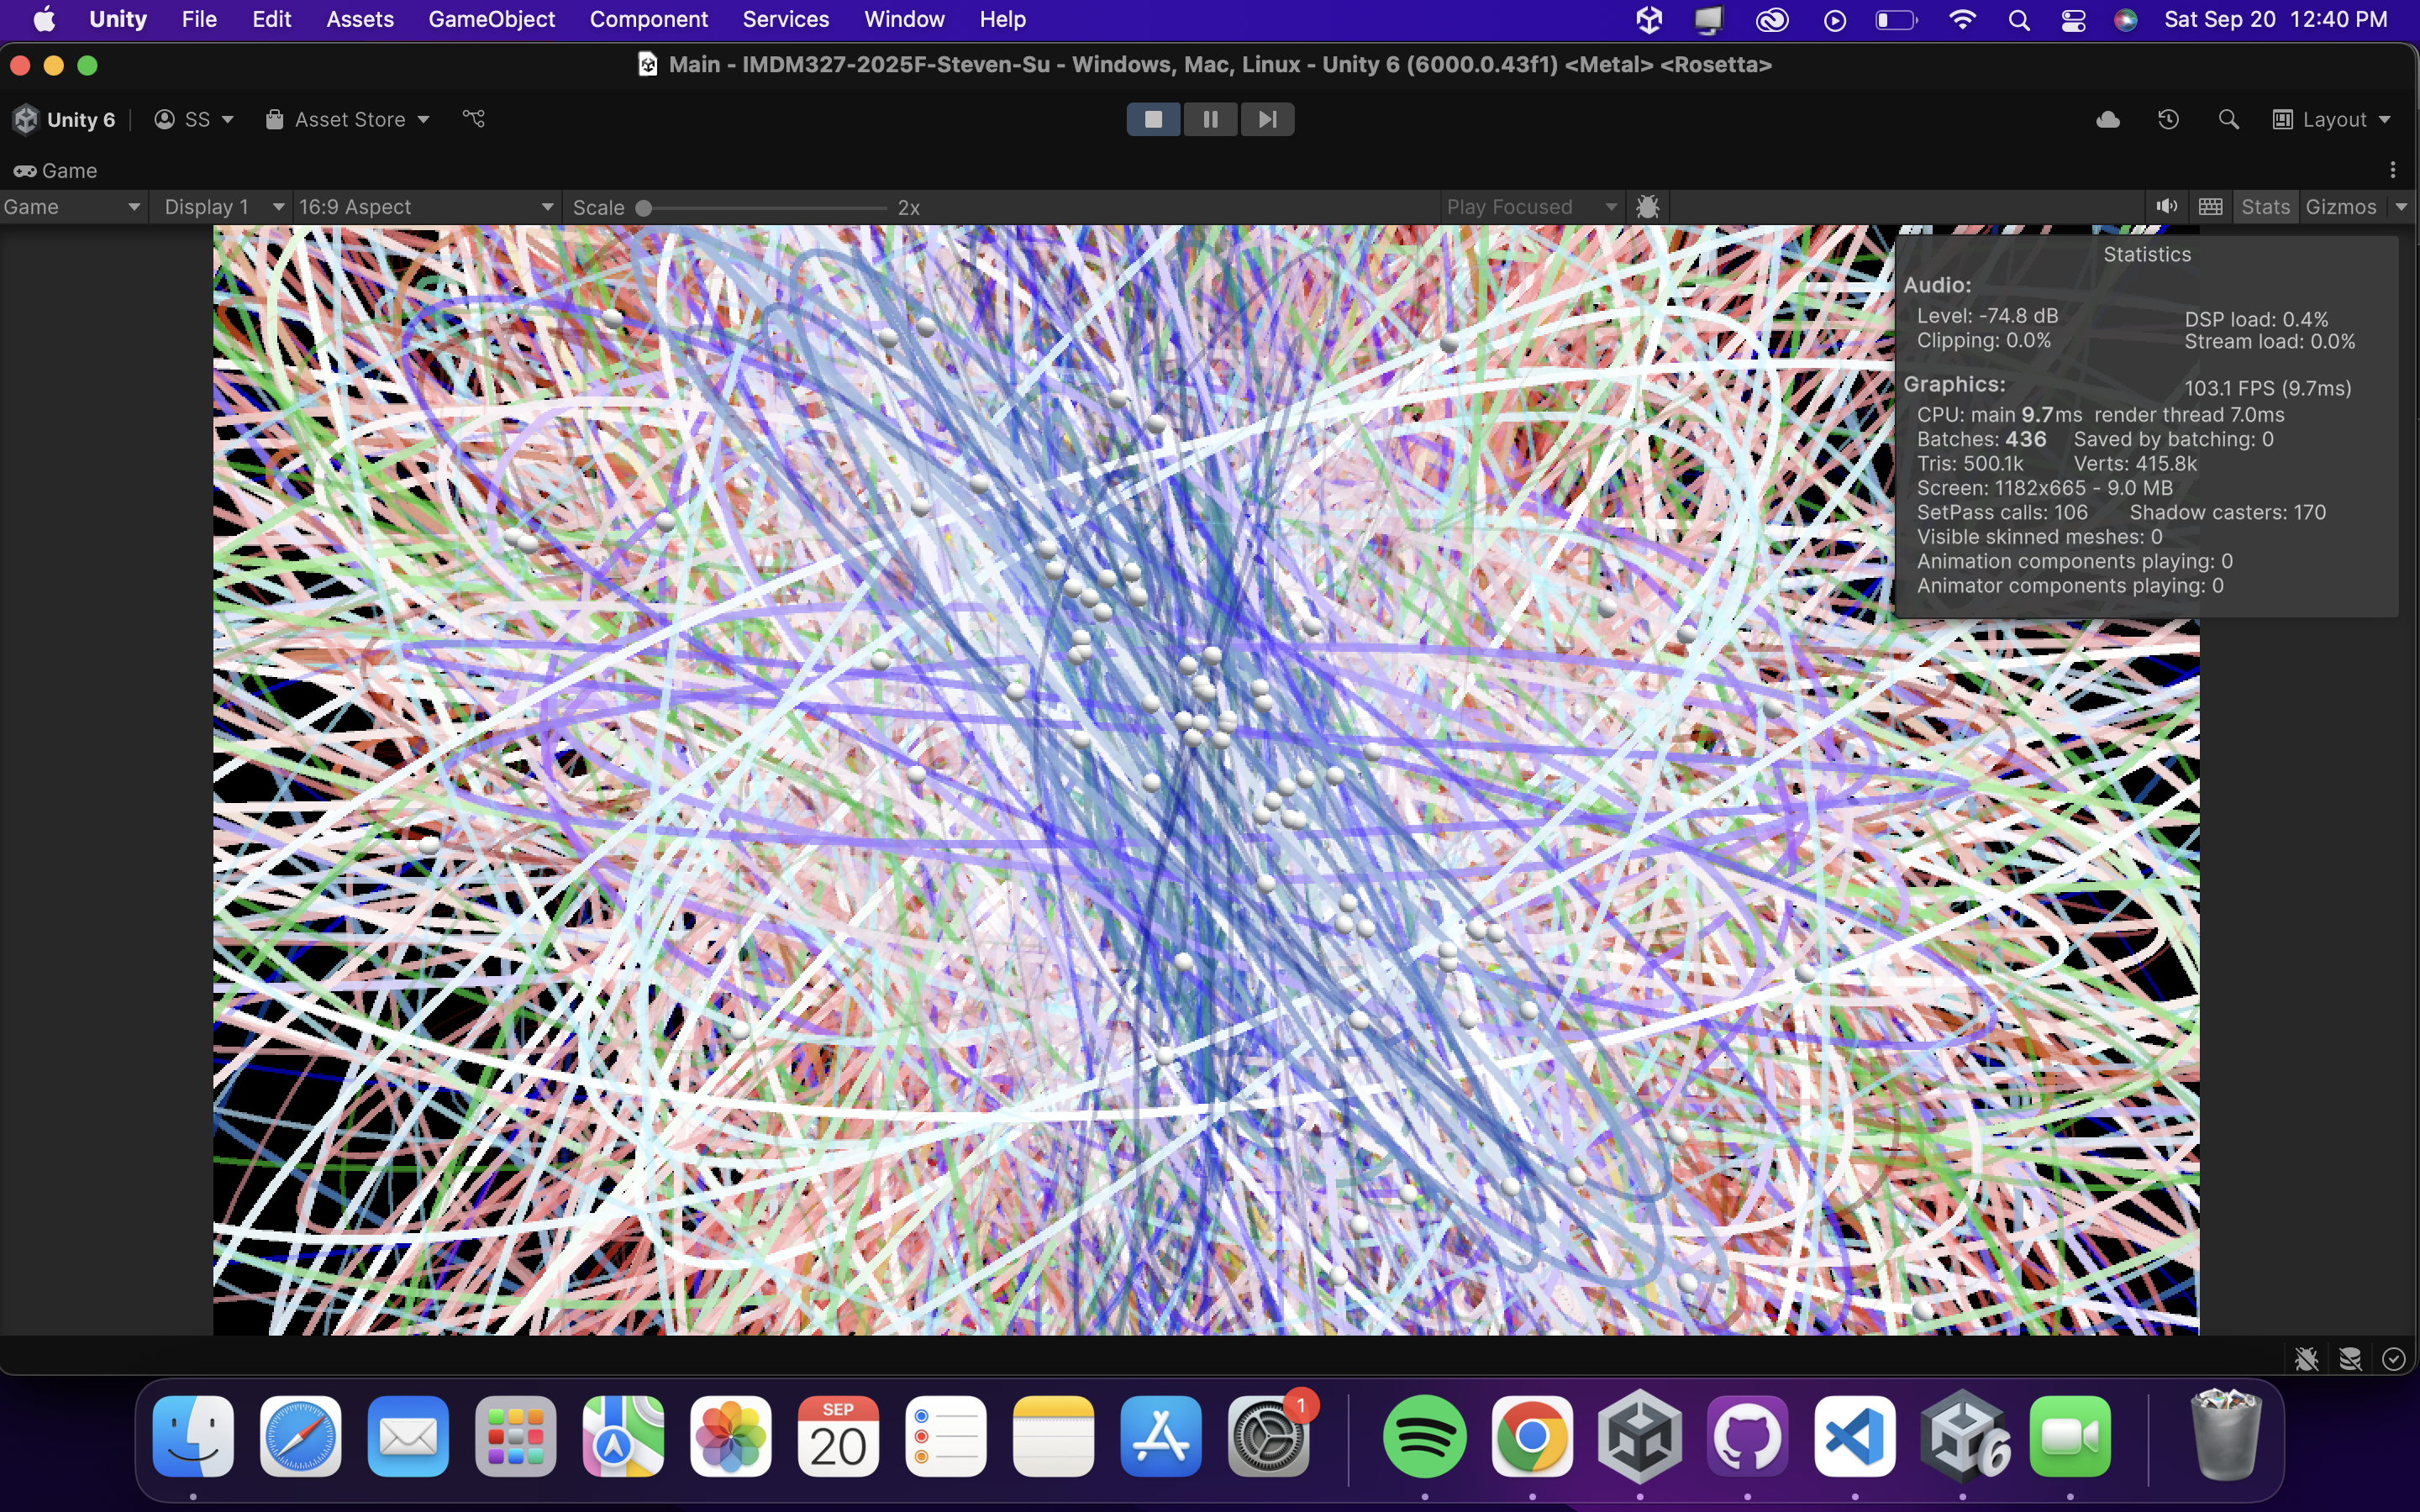 Unity File Edit Assets GameObject Component Services Window Help Sat Sep 20 12:40 PM
Main - IMDM327-2025F-Steven-Su - Windows, Mac, Linux - Unity 6 (6000.0.43f1) <Metal> <Rosetta>
Unity 6 SS Asset Store Layout
Game
Game Display 1 16:9 Aspect Scale 2x Play Focused Stats Gizmos
Statistics
Audio:
Level: -74.8 dB DSP load: 0.4%
Clipping: 0.0% Stream load: 0.0%
Graphics: 103.1 FPS (9.7ms)
CPU: main 9.7ms render thread 7.0ms
Batches: 436 Saved by batching: 0
Tris: 500.1k Verts: 415.8k
Screen: 1182x665 - 9.0 MB
SetPass calls: 106 Shadow casters: 170
Visible skinned meshes: 0
Animation components playing: 0
Animator components playing: 0
SEP
20
1
6